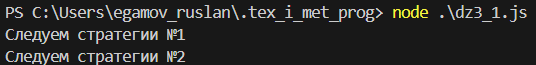 PS C:\Users\egamov_ruslan\.tex_i_met_prog> node .\dz3_1.js
Следуем стратегии №1
Следуем стратегии №2